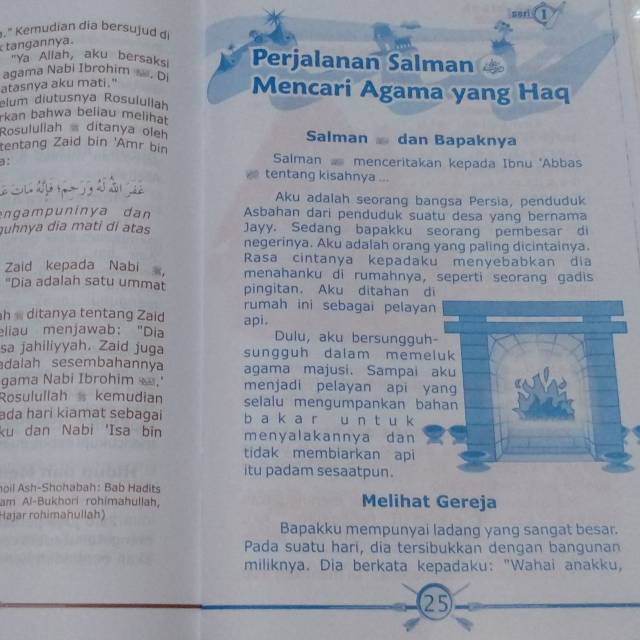 ." Kemudian dia bersujud di
tangannya.
"Ya Allah, aku bersaksi
agama Nabi Ibrohim. Di
atasnya aku mati."
elum diutusnya Rosulullah
rkan bahwa beliau melihat
Rosulullah ditanya oleh
tentang Zaid bin 'Amr bin
a:
engampuninya dan
guhnya dia mati di atas
Zaid kepada Nabi ,
"Dia adalah satu ummat
ah ditanya tentang Zaid
eliau menjawab: "Dia
sa jahiliyyah. Zaid juga
adalah sesembahannya
gama Nabi Ibrohim .'
Rosulullah kemudian
ada hari kiamat sebagai
ku dan Nabi 'Isa bin
hoil Ash-Shohabah: Bab Hadits
am Al-Bukhori rohimahullah,
Hajar rohimahullah)
seri 1
Perjalanan Salman
Mencari Agama yang Haq
Salman dan Bapaknya
Salman menceritakan kepada Ibnu 'Abbas
tentang kisahnya ...
Aku adalah seorang bangsa Persia, penduduk
Asbahan dari penduduk suatu desa yang bernama
Jayy. Sedang bapakku seorang pembesar di
negerinya. Aku adalah orang yang paling dicintainya.
Rasa cintanya kepadaku menyebabkan dia
menahanku di rumahnya, seperti seorang gadis
pingitan. Aku ditahan di
rumah ini sebagai pelayan
api.
Dulu, aku bersungguh-
sungguh dalam memeluk
agama majusi. Sampai aku
menjadi pelayan api yang
selalu mengumpankan bahan
bakar untuk
menyalakannya dan
tidak membiarkan api
itu padam sesaatpun.
Melihat Gereja
Bapakku mempunyai ladang yang sangat besar.
Pada suatu hari, dia tersibukkan dengan bangunan
miliknya. Dia berkata kepadaku: "Wahai anakku,
25